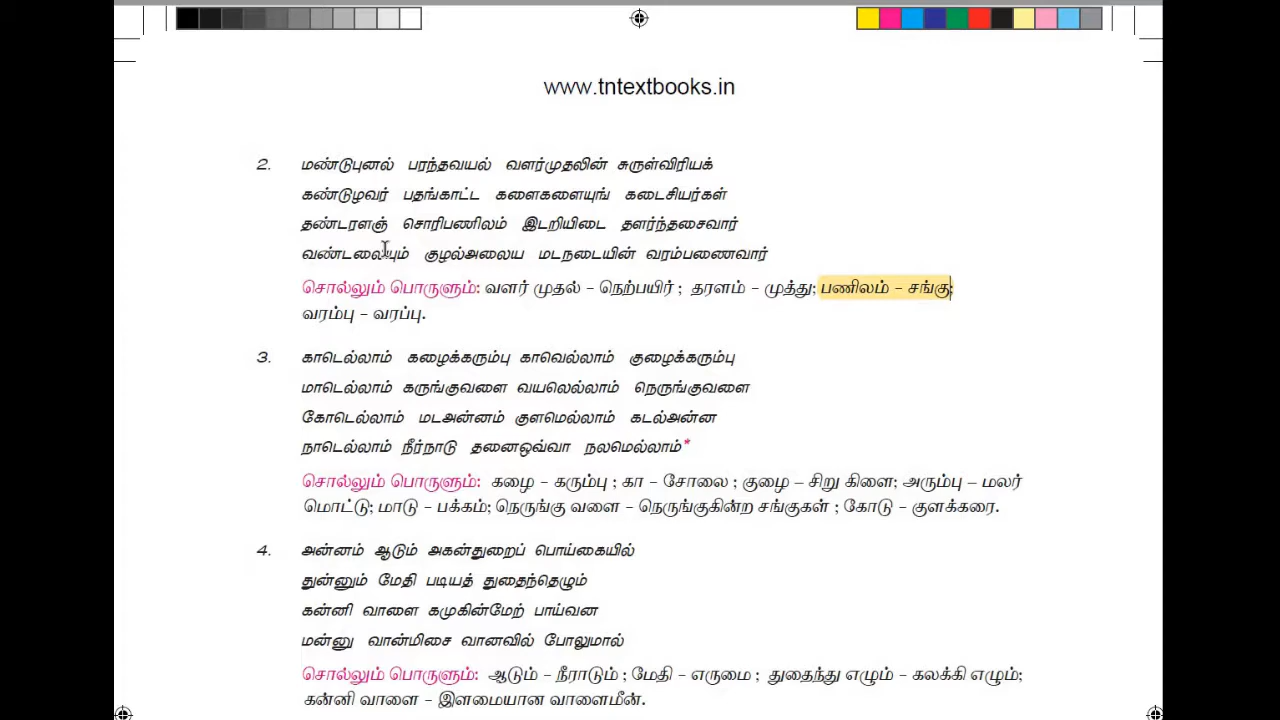 www.tntextbooks.in
2. மண்டுபுனல் பரந்தவயல் வளர்முதலின் சுருள்விரியக்
கண்டுழவர் பதங்காட்ட களைகளையுங் கடைசியர்கள்
தண்டரளஞ் சொரிபணிலம் இடறியிடை தளர்ந்தசைவார்
வண்டலையும் குழல்அலைய மடநடையின் வரம்பணைவார்
சொல்லும் பொருளும்: வளர் முதல் – நெற்பயிர் ; தரளம் – முத்து; பணிலம் – சங்கு;
வரம்பு – வரப்பு.
3. காடெல்லாம் கழைக்கரும்பு காவெல்லாம் குழைக்கரும்பு
மாடெல்லாம் கருங்குவளை வயலெல்லாம் நெருங்குவளை
கோடெல்லாம் மடஅன்னம் குளமெல்லாம் கடல்அன்ன
நாடெல்லாம் நீர்நாடு தனைஒவ்வா நலமெல்லாம்*
சொல்லும் பொருளும்: கழை – கரும்பு ; கா – சோலை ; குழை – சிறு கிளை; அரும்பு – மலர்
மொட்டு; மாடு – பக்கம்; நெருங்கு வளை – நெருங்குகின்ற சங்குகள் ; கோடு – குளக்கரை.
4. அன்னம் ஆடும் அகன்துறைப் பொய்கையில்
துன்னும் மேதி படியத் துதைந்தெழும்
கன்னி வாளை கமுகின்மேற் பாய்வன
மன்னு வான்மிசை வானவில் போலுமால்
சொல்லும் பொருளும்: ஆடும் – நீராடும் ; மேதி – எருமை ; துதைந்து எழும் – கலக்கி எழும்;
கன்னி வாளை – இளமையான வாளைமீன்.